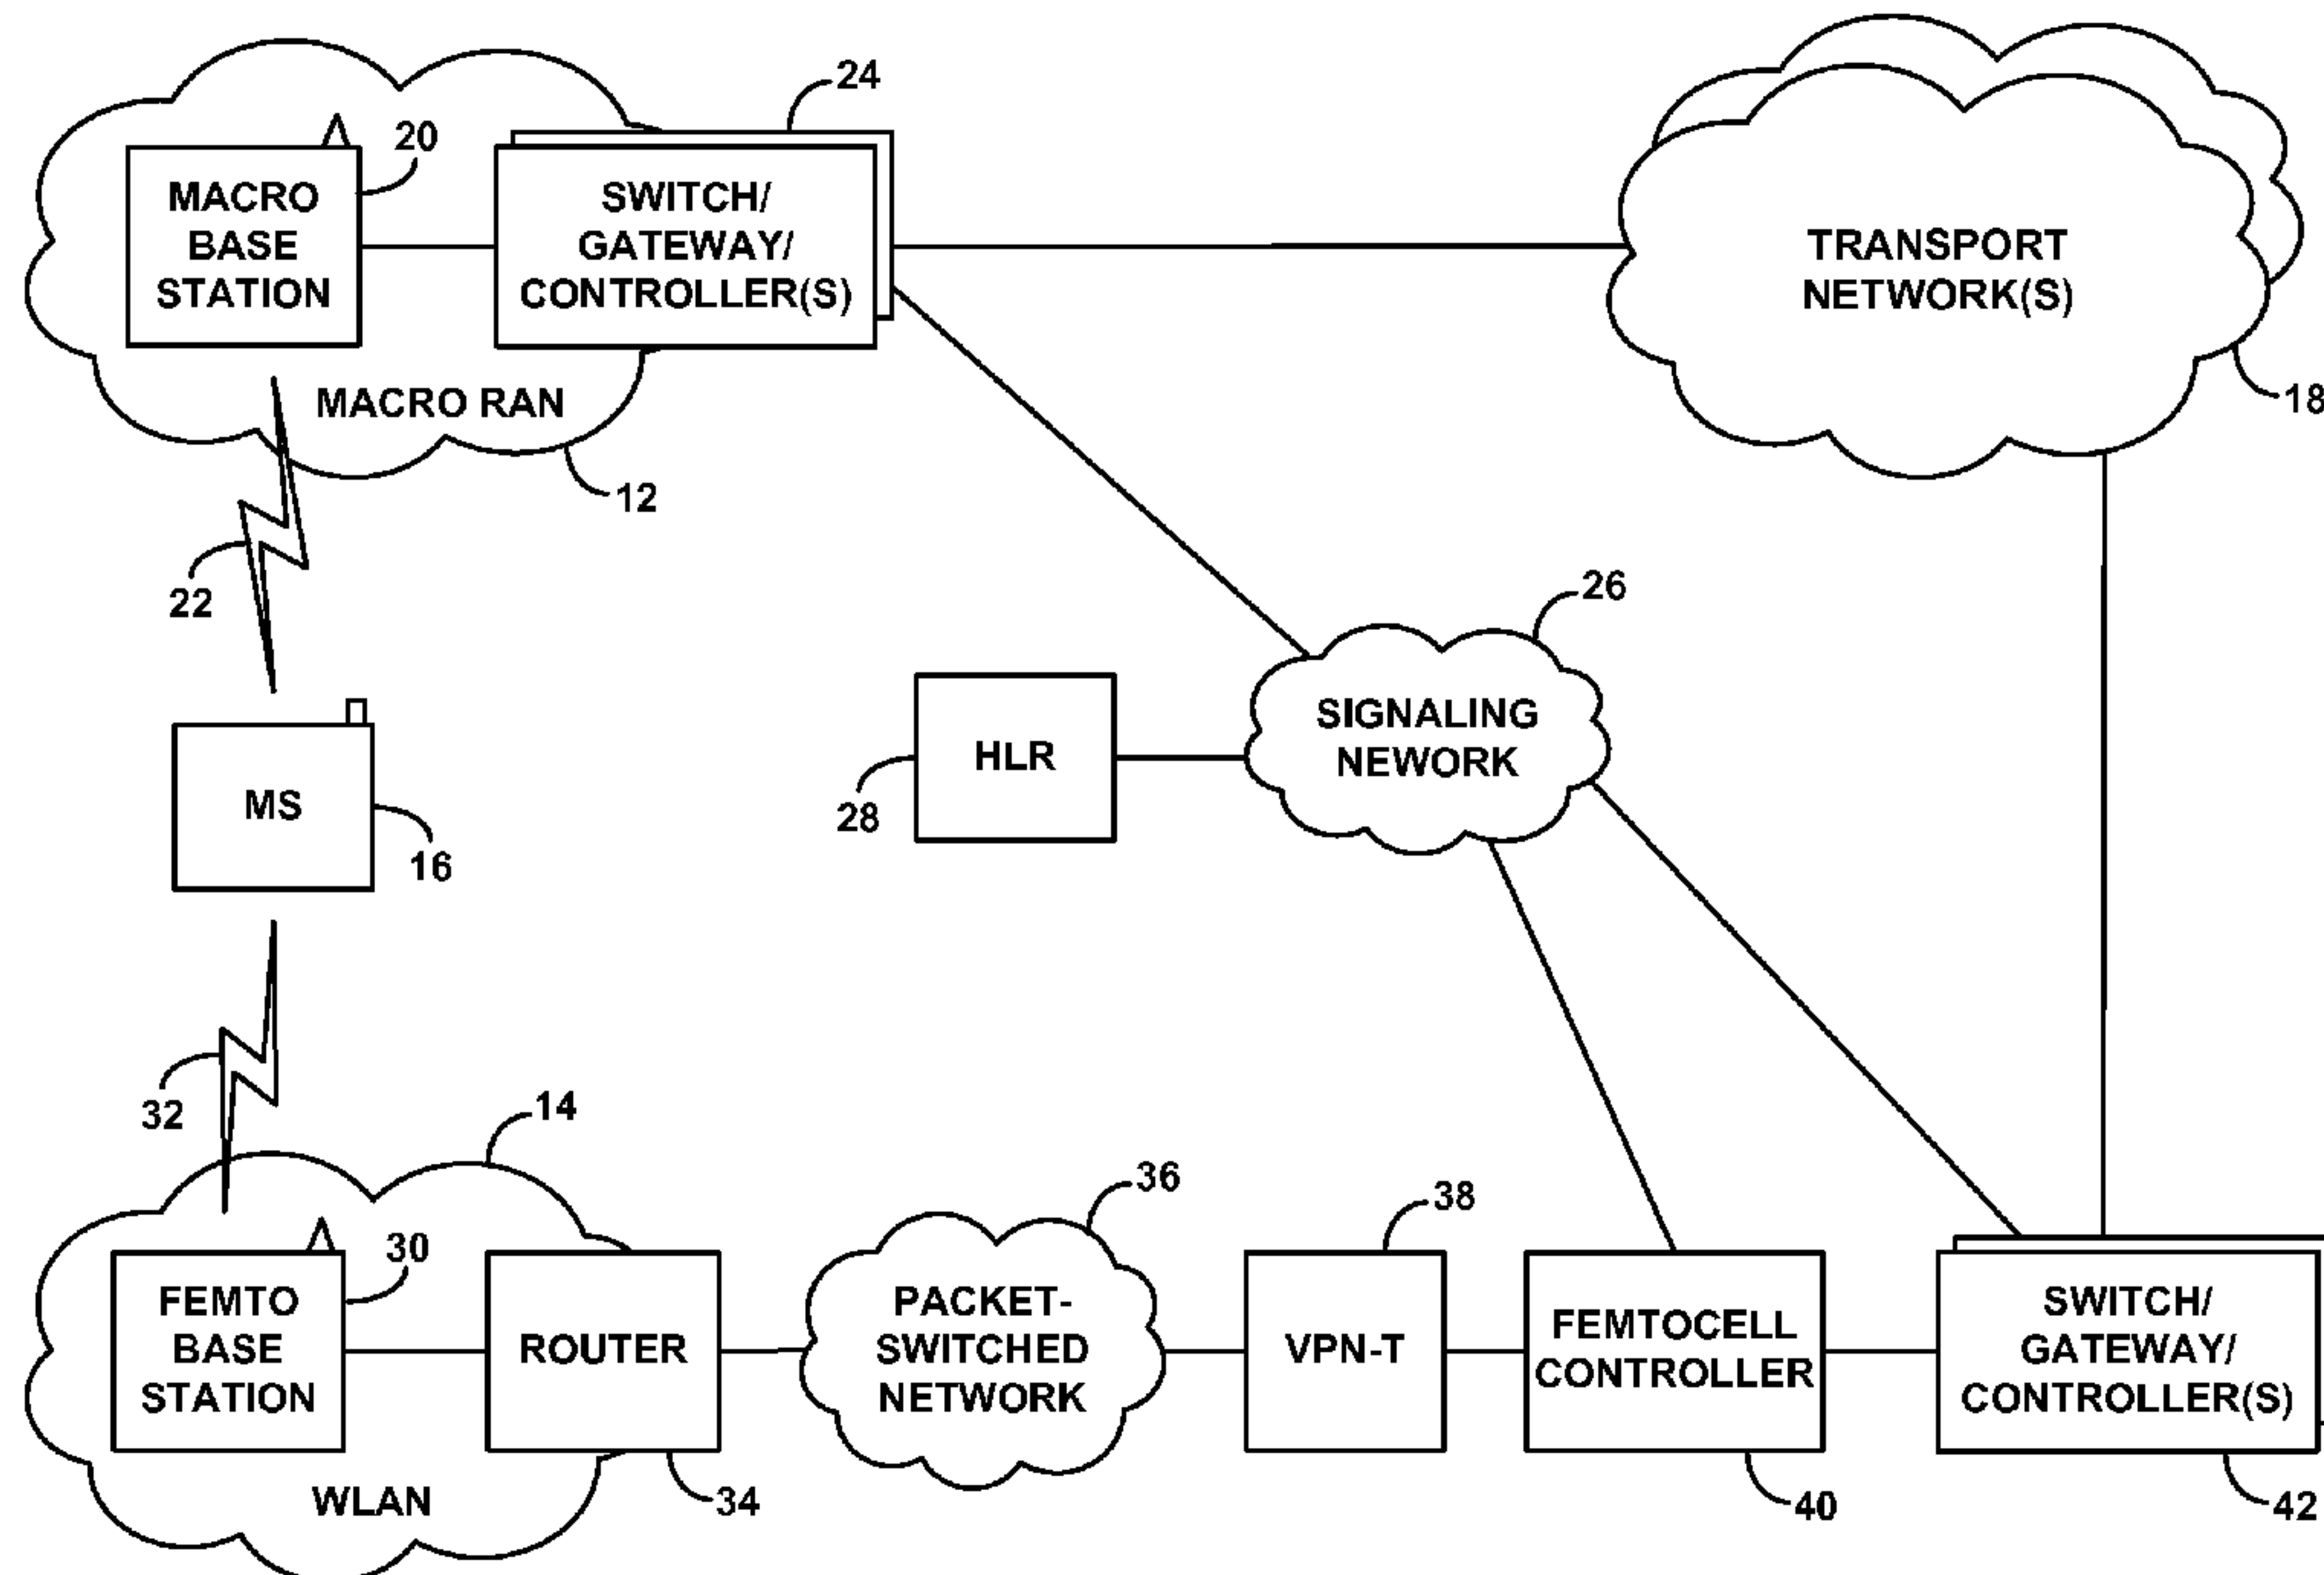 24
20
MACRO
BASE
STATION
SWITCH/
GATEWAY/
CONTROLLER(S)
TRANSPORT
NETWORK(S)
18
MACRO RAN
12
22
26
SIGNALING
NEWORK
HLR
28
MS
16
32
14
36
38
30
FEMTO
BASE
STATION
ROUTER
PACKET-
SWITCHED
NETWORK
VPN-T
FEMTOCELL
CONTROLLER
SWITCH/
GATEWAY/
CONTROLLER(S)
WLAN
34
40
42